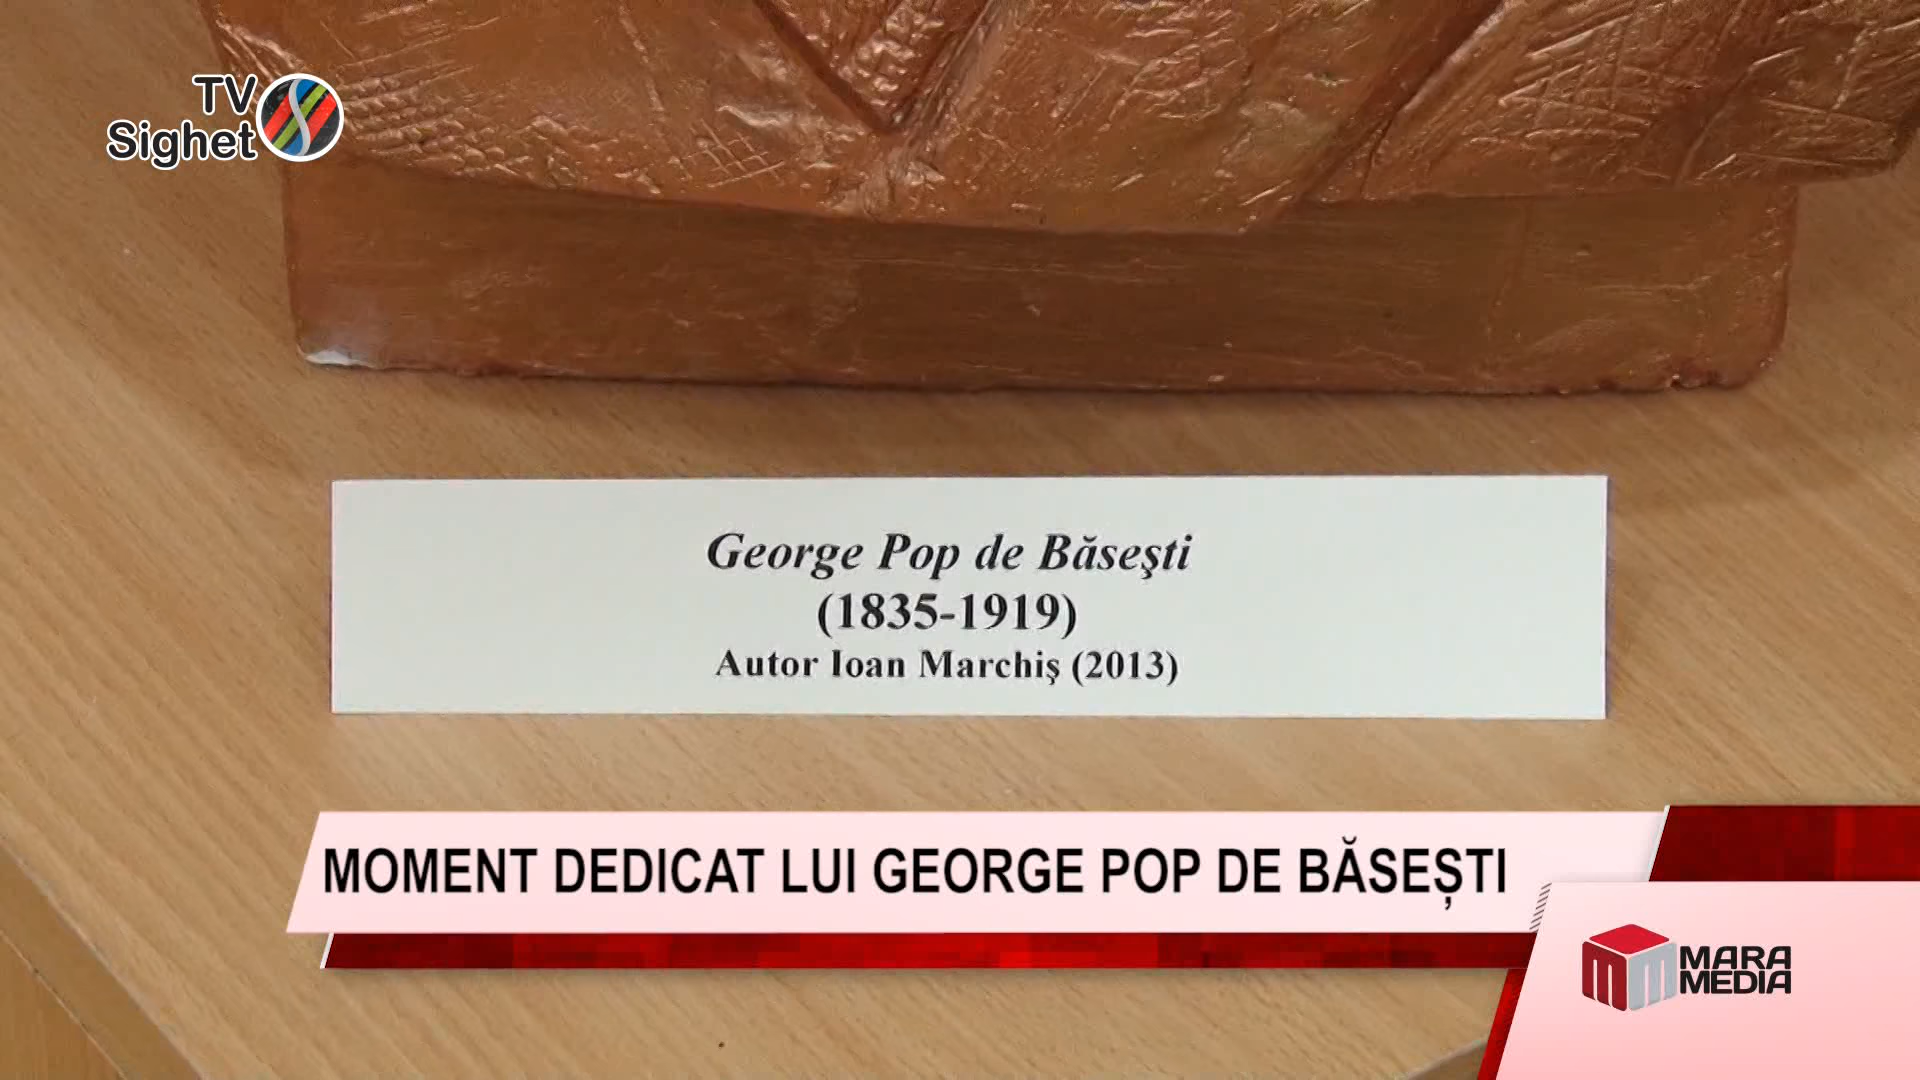 TV
Sighet
George Pop de Băseşti
(1835-1919)
Autor Ioan Marchiş (2013)
MOMENT DEDICAT LUI GEORGE POP DE BĂSEȘTI
MARA
MEDIA